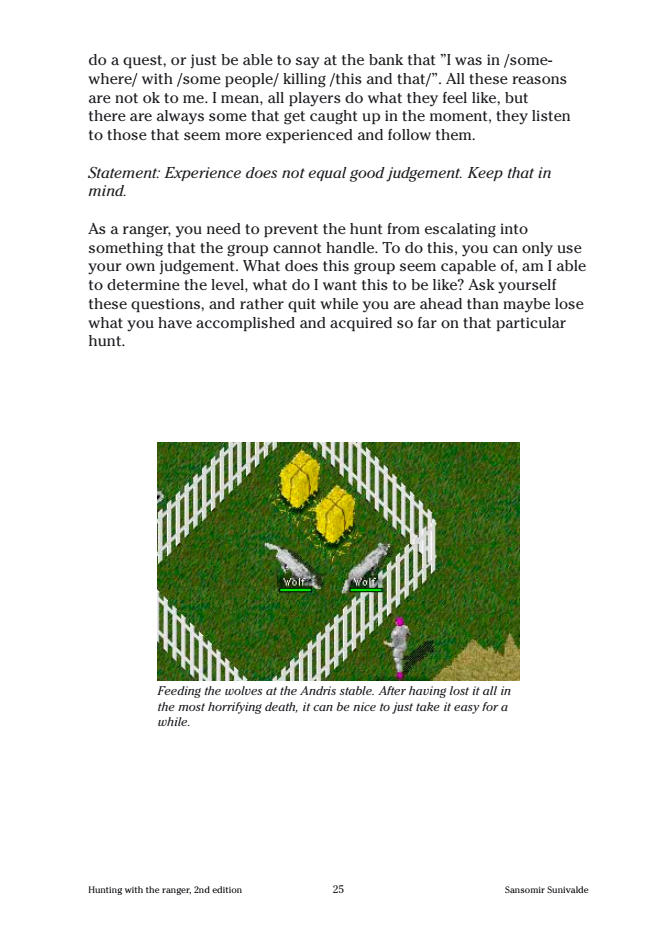 do a quest, or just be able to say at the bank that ”I was in /some-
where/ with /some people/ killing /this and that/”. All these reasons
are not ok to me. I mean, all players do what they feel like, but
there are always some that get caught up in the moment, they listen
to those that seem more experienced and follow them.
Statement: Experience does not equal good judgement. Keep that in
mind.
As a ranger, you need to prevent the hunt from escalating into
something that the group cannot handle. To do this, you can only use
your own judgement. What does this group seem capable of, am I able
to determine the level, what do I want this to be like? Ask yourself
these questions, and rather quit while you are ahead than maybe lose
what you have accomplished and acquired so far on that particular
hunt.
Wolf Wolf
Feeding the wolves at the Andris stable. After having lost it all in
the most horrifying death, it can be nice to just take it easy for a
while.
Hunting with the ranger, 2nd edition 25 Sansomir Sunivalde